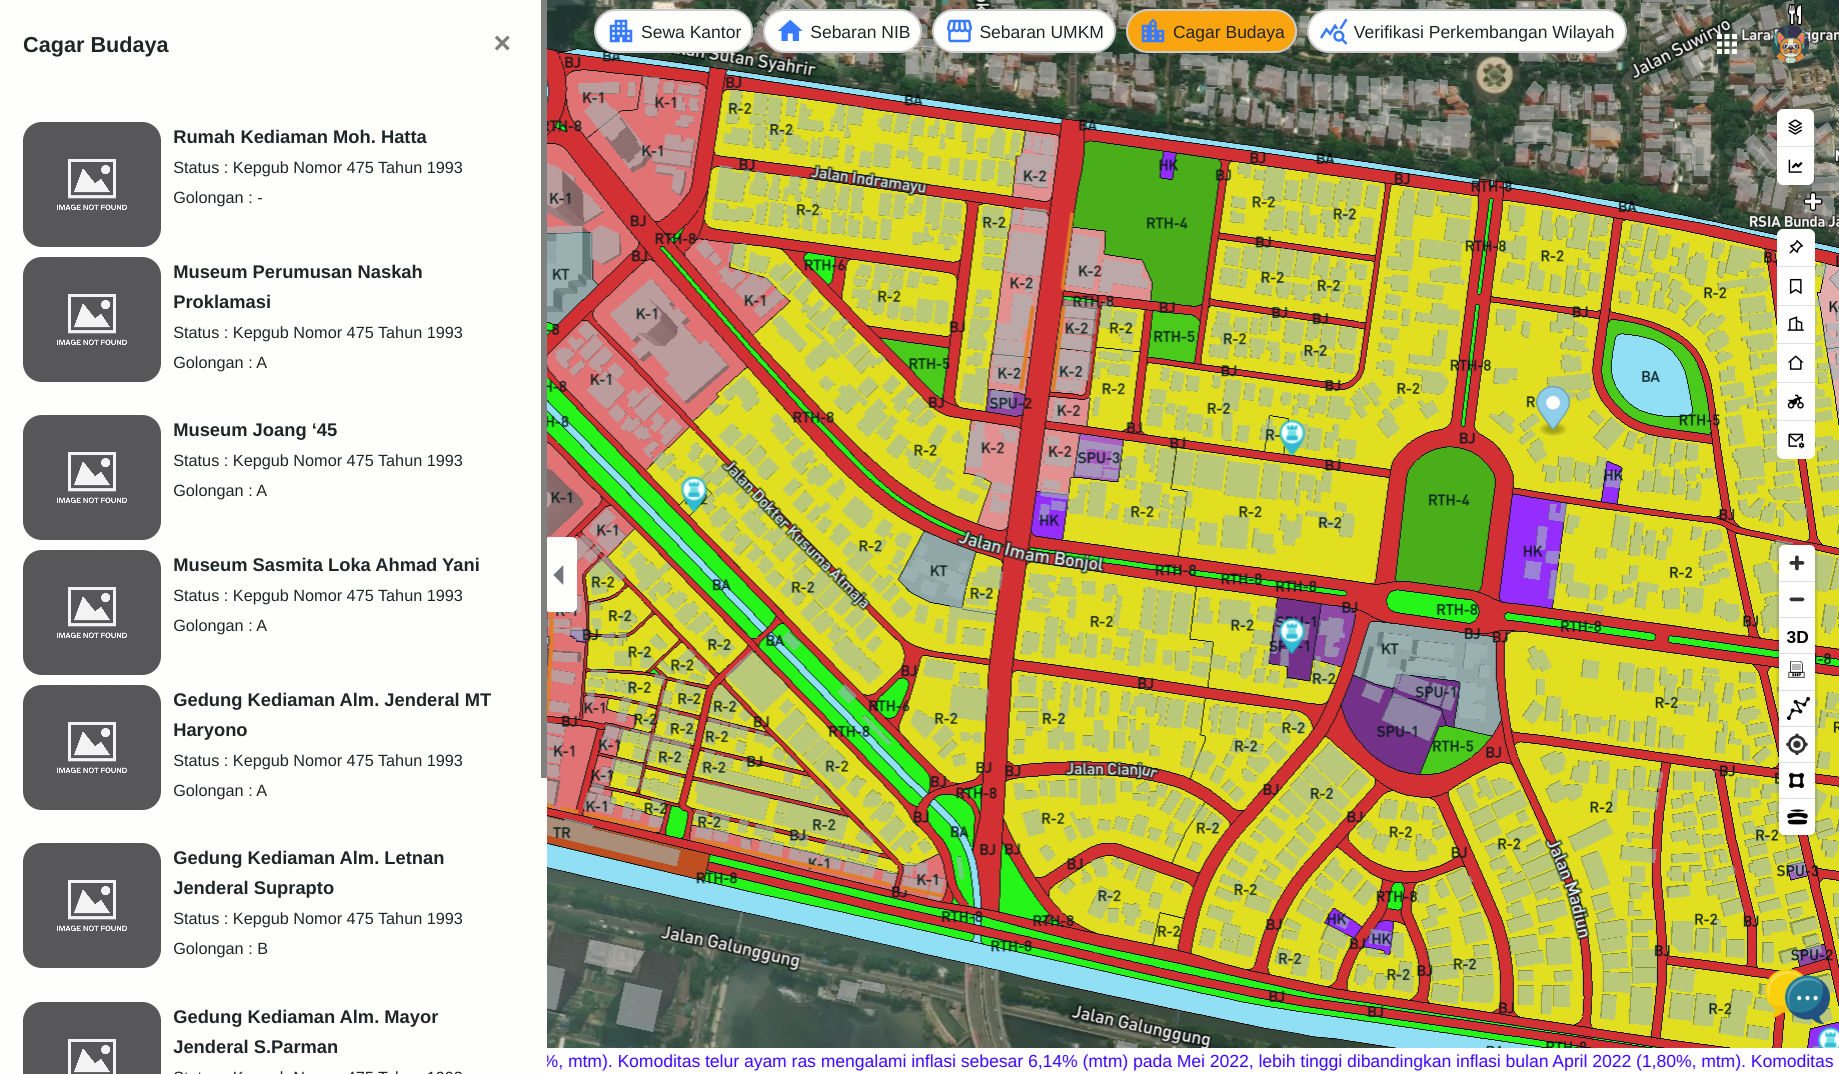 Cagar Budaya
×
IMAGE NOT FOUND
Rumah Kediaman Moh. Hatta
Status : Kepgub Nomor 475 Tahun 1993
Golongan : -
IMAGE NOT FOUND
Museum Perumusan Naskah
Proklamasi
Status : Kepgub Nomor 475 Tahun 1993
Golongan : A
IMAGE NOT FOUND
Museum Joang ‘45
Status : Kepgub Nomor 475 Tahun 1993
Golongan : A
IMAGE NOT FOUND
Museum Sasmita Loka Ahmad Yani
Status : Kepgub Nomor 475 Tahun 1993
Golongan : A
IMAGE NOT FOUND
Gedung Kediaman Alm. Jenderal MT
Haryono
Status : Kepgub Nomor 475 Tahun 1993
Golongan : A
IMAGE NOT FOUND
Gedung Kediaman Alm. Letnan
Jenderal Suprapto
Status : Kepgub Nomor 475 Tahun 1993
Golongan : B
Gedung Kediaman Alm. Mayor
Jenderal S.Parman
Sewa Kantor
Sebaran NIB
Sebaran UMKM
Cagar Budaya
Verifikasi Perkembangan Wilayah
Jalan Sutan Syahrir
Jalan Suwiryo
Jalan Indramayu
RSIA Bunda
Jalan Dokter Kusuma Atmaja
Jalan Imam Bonjol
Jalan Cianjur
Jalan Madiun
Jalan Galunggung
Jalan Galunggung
K-1
K-2
R-2
RTH-4
RTH-5
RTH-6
RTH-8
SPU-1
SPU-2
SPU-3
HK
KT
BA
BJ
TR
3D
%, mtm). Komoditas telur ayam ras mengalami inflasi sebesar 6,14% (mtm) pada Mei 2022, lebih tinggi dibandingkan inflasi bulan April 2022 (1,80%, mtm). Komoditas